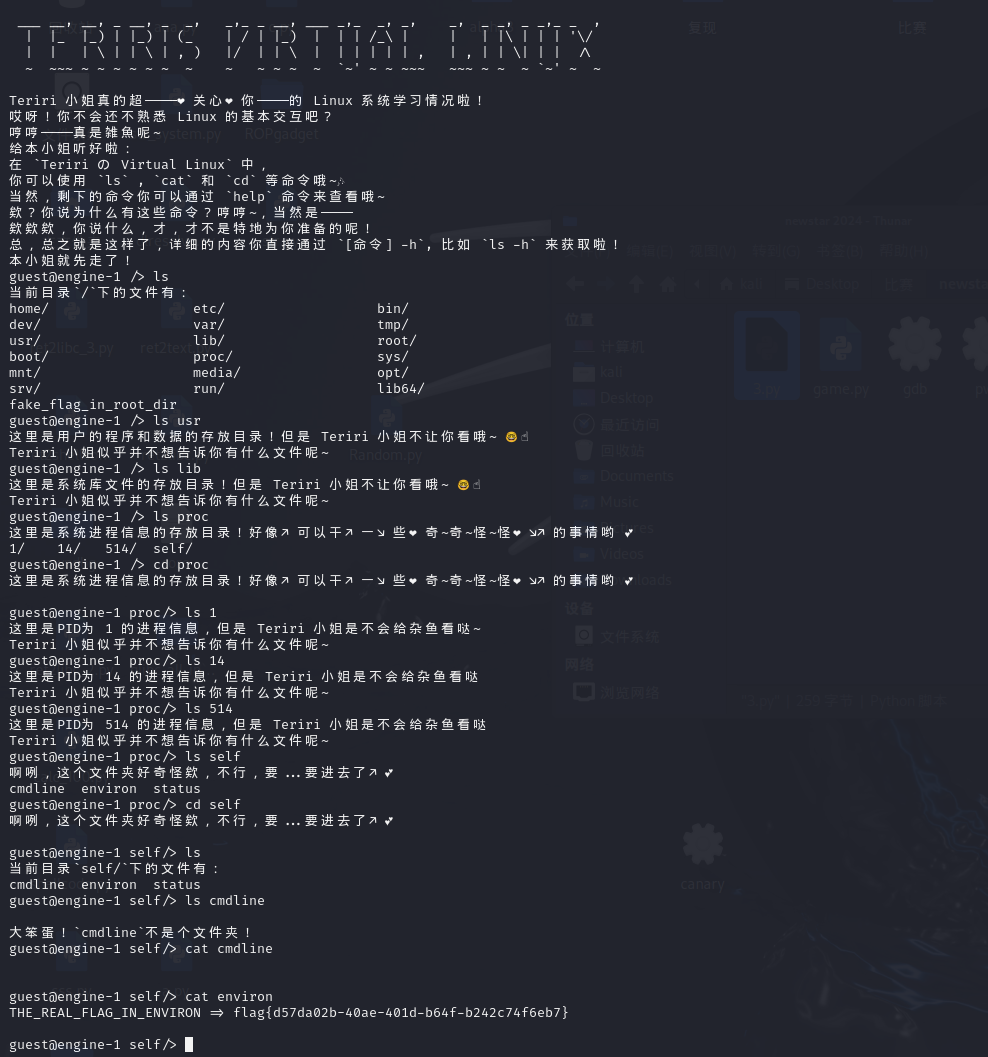 Teriri 小姐真的超────❤ 关心❤ 你────的 Linux 系统学习情况啦！
哎呀！你不会还不熟悉 Linux 的基本交互吧？
哼哼────真是雑魚呢~
给本小姐听好啦：
在 `Teriri の Virtual Linux` 中，
你可以使用 `ls` ，`cat` 和 `cd` 等命令哦~♪
当然，剩下的命令你可以通过 `help` 命令来查看哦~
欸？你说为什么有这些命令？哼哼~，当然是────
欸欸欸，你说什么，才，才不是特地为你准备的呢！
总，总之就是这样了，详细的内容你直接通过 `[命令] -h`，比如 `ls -h` 来获取啦！
本小姐就先走了！
guest@engine-1 /> ls
当前目录`/`下的文件有：
home/ etc/ bin/
dev/ var/ tmp/
usr/ lib/ root/
boot/ proc/ sys/
mnt/ media/ opt/
srv/ run/ lib64/
fake_flag_in_root_dir
guest@engine-1 /> ls usr
这里是用户的程序和数据的存放目录！但是 Teriri 小姐不让你看哦~ 🤓☝
Teriri 小姐似乎并不想告诉你有什么文件呢~
guest@engine-1 /> ls lib
这里是系统库文件的存放目录！但是 Teriri 小姐不让你看哦~ 🤓☝
Teriri 小姐似乎并不想告诉你有什么文件呢~
guest@engine-1 /> ls proc
这里是系统进程信息的存放目录！好像↗ 可以干↗ 一↘ 些❤ 奇~奇~怪~怪❤ ↘↗ 的事情哟 💕
1/ 14/ 514/ self/
guest@engine-1 /> cd proc
这里是系统进程信息的存放目录！好像↗ 可以干↗ 一↘ 些❤ 奇~奇~怪~怪❤ ↘↗ 的事情哟 💕
guest@engine-1 proc/> ls 1
这里是PID为 1 的进程信息，但是 Teriri 小姐是不会给杂鱼看哒~
Teriri 小姐似乎并不想告诉你有什么文件呢~
guest@engine-1 proc/> ls 14
这里是PID为 14 的进程信息，但是 Teriri 小姐是不会给杂鱼看哒
Teriri 小姐似乎并不想告诉你有什么文件呢~
guest@engine-1 proc/> ls 514
这里是PID为 514 的进程信息，但是 Teriri 小姐是不会给杂鱼看哒
Teriri 小姐似乎并不想告诉你有什么文件呢~
guest@engine-1 proc/> ls self
啊咧，这个文件夹好奇怪欸，不行，要...要进去了↗ 💕
cmdline environ status
guest@engine-1 proc/> cd self
啊咧，这个文件夹好奇怪欸，不行，要...要进去了↗ 💕
guest@engine-1 self/> ls
当前目录`self/`下的文件有：
cmdline environ status
guest@engine-1 self/> ls cmdline
大笨蛋！`cmdline`不是个文件夹！
guest@engine-1 self/> cat cmdline
guest@engine-1 self/> cat environ
THE_REAL_FLAG_IN_ENVIRON => flag{d57da02b-40ae-401d-b64f-b242c74f6eb7}
guest@engine-1 self/>